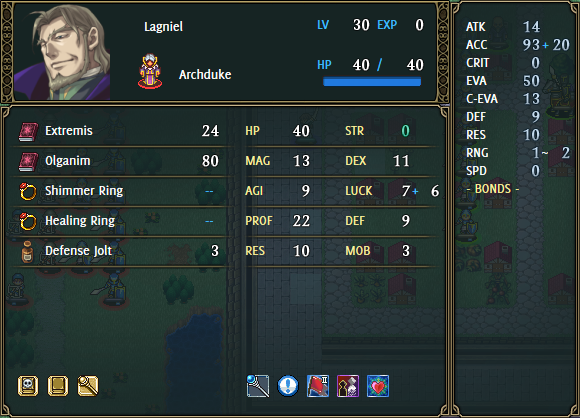 Lagniel LV 30 EXP 0
Archduke HP 40 / 40
Extremis 24
Olganim 80
Shimmer Ring --
Healing Ring --
Defense Jolt 3
HP 40 STR 0
MAG 13 DEX 11
AGI 9 LUCK 7+ 6
PROF 22 DEF 9
RES 10 MOB 3
II
ATK 14
ACC 93+20
CRIT 0
EVA 50
C-EVA 13
DEF 9
RES 10
RNG 1~ 2
SPD 0
- BONDS -